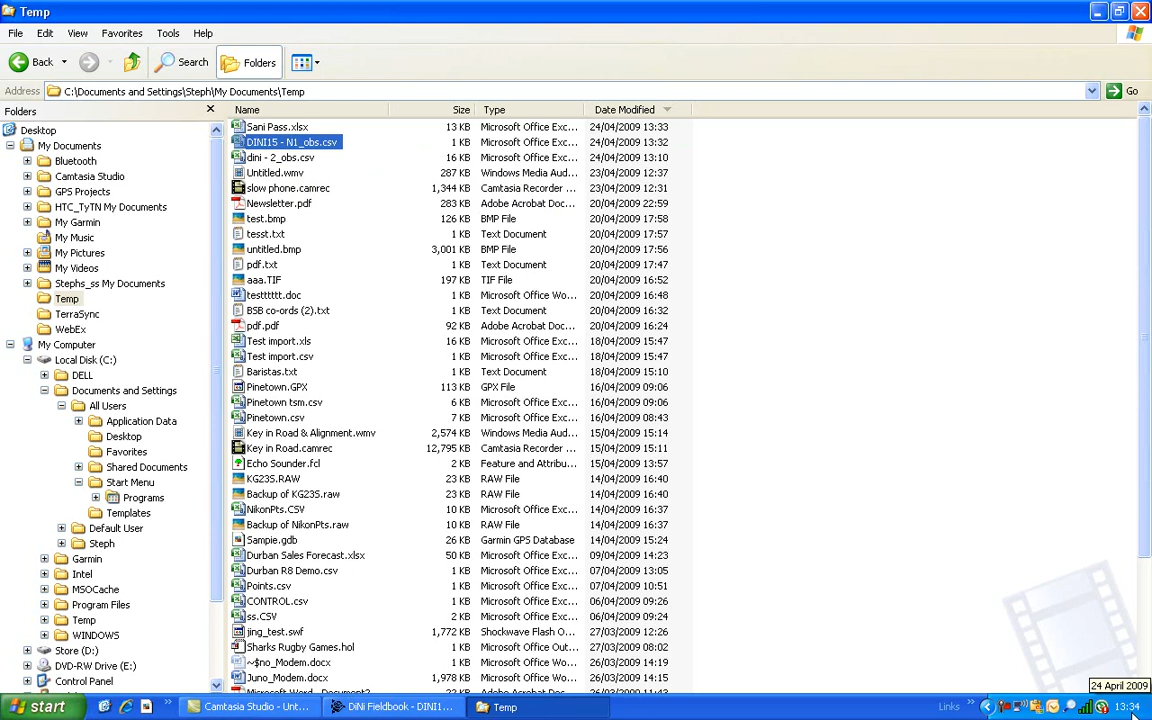 Temp
File Edit View Favorites Tools Help
Back Search Folders
Address C:\Documents and Settings\Steph\My Documents\Temp Go
Folders
Name Size Type Date Modified
Desktop
My Documents
Bluetooth
Camtasia Studio
GPS Projects
HTC_TyTN My Documents
My Garmin
My Music
My Pictures
My Videos
Stephs_ss My Documents
Temp
TerraSync
WebEx
My Computer
Local Disk (C:)
DELL
Documents and Settings
All Users
Application Data
Desktop
Favorites
Shared Documents
Start Menu
Programs
Templates
Default User
Steph
Garmin
Intel
MSOCache
Program Files
Temp
WINDOWS
Store (D:)
DVD-RW Drive (E:)
Control Panel
Sani Pass.xlsx 13 KB Microsoft Office Exc... 24/04/2009 13:33
DINI15 - N1_obs.csv 1 KB Microsoft Office Exc... 24/04/2009 13:32
dini - 2_obs.csv 16 KB Microsoft Office Exc... 24/04/2009 13:10
Untitled.wmv 287 KB Windows Media Aud... 23/04/2009 12:37
slow phone.camrec 1,344 KB Camtasia Recorder ... 23/04/2009 12:31
Newsletter.pdf 283 KB Adobe Acrobat Doc... 20/04/2009 22:59
test.bmp 126 KB BMP File 20/04/2009 17:58
tesst.txt 1 KB Text Document 20/04/2009 17:57
untitled.bmp 3,001 KB BMP File 20/04/2009 17:56
pdf.txt 1 KB Text Document 20/04/2009 17:47
aaa.TIF 197 KB TIF File 20/04/2009 16:52
testttttt.doc 1 KB Microsoft Office Wo... 20/04/2009 16:48
BSB co-ords (2).txt 1 KB Text Document 20/04/2009 16:32
pdf.pdf 92 KB Adobe Acrobat Doc... 20/04/2009 16:24
Test import.xls 16 KB Microsoft Office Exc... 18/04/2009 15:47
Test import.csv 1 KB Microsoft Office Exc... 18/04/2009 15:47
Baristas.txt 1 KB Text Document 18/04/2009 15:10
Pinetown.GPX 113 KB GPX File 16/04/2009 09:06
Pinetown tsm.csv 6 KB Microsoft Office Exc... 16/04/2009 09:06
Pinetown.csv 7 KB Microsoft Office Exc... 16/04/2009 08:43
Key in Road & Alignment.wmv 2,574 KB Windows Media Aud... 15/04/2009 15:14
Key in Road.camrec 12,795 KB Camtasia Recorder ... 15/04/2009 15:11
Echo Sounder.fcl 2 KB Feature and Attribu... 15/04/2009 13:57
KG23S.RAW 23 KB RAW File 14/04/2009 16:40
Backup of KG23S.raw 23 KB RAW File 14/04/2009 16:40
NikonPts.CSV 10 KB Microsoft Office Exc... 14/04/2009 16:37
Backup of NikonPts.raw 10 KB RAW File 14/04/2009 16:37
Sample.gdb 26 KB Garmin GPS Database 14/04/2009 15:24
Durban Sales Forecast.xlsx 50 KB Microsoft Office Exc... 09/04/2009 14:23
Durban R8 Demo.csv 1 KB Microsoft Office Exc... 07/04/2009 13:05
Points.csv 1 KB Microsoft Office Exc... 07/04/2009 10:51
CONTROL.csv 1 KB Microsoft Office Exc... 06/04/2009 09:26
ss.CSV 2 KB Microsoft Office Exc... 06/04/2009 09:14
jing_test.swf 1,772 KB Shockwave Flash O... 27/03/2009 12:26
Sharks Rugby Games.hol 1 KB Microsoft Office Out... 27/03/2009 08:02
~$no_Modem.docx 1 KB Microsoft Office Wo... 26/03/2009 14:19
Juno_Modem.docx 1,978 KB Microsoft Office Wo... 26/03/2009 14:15
24 April 2009
start Camtasia Studio - Unt... DiNi Fieldbook - DINI1... Temp Links 13:34